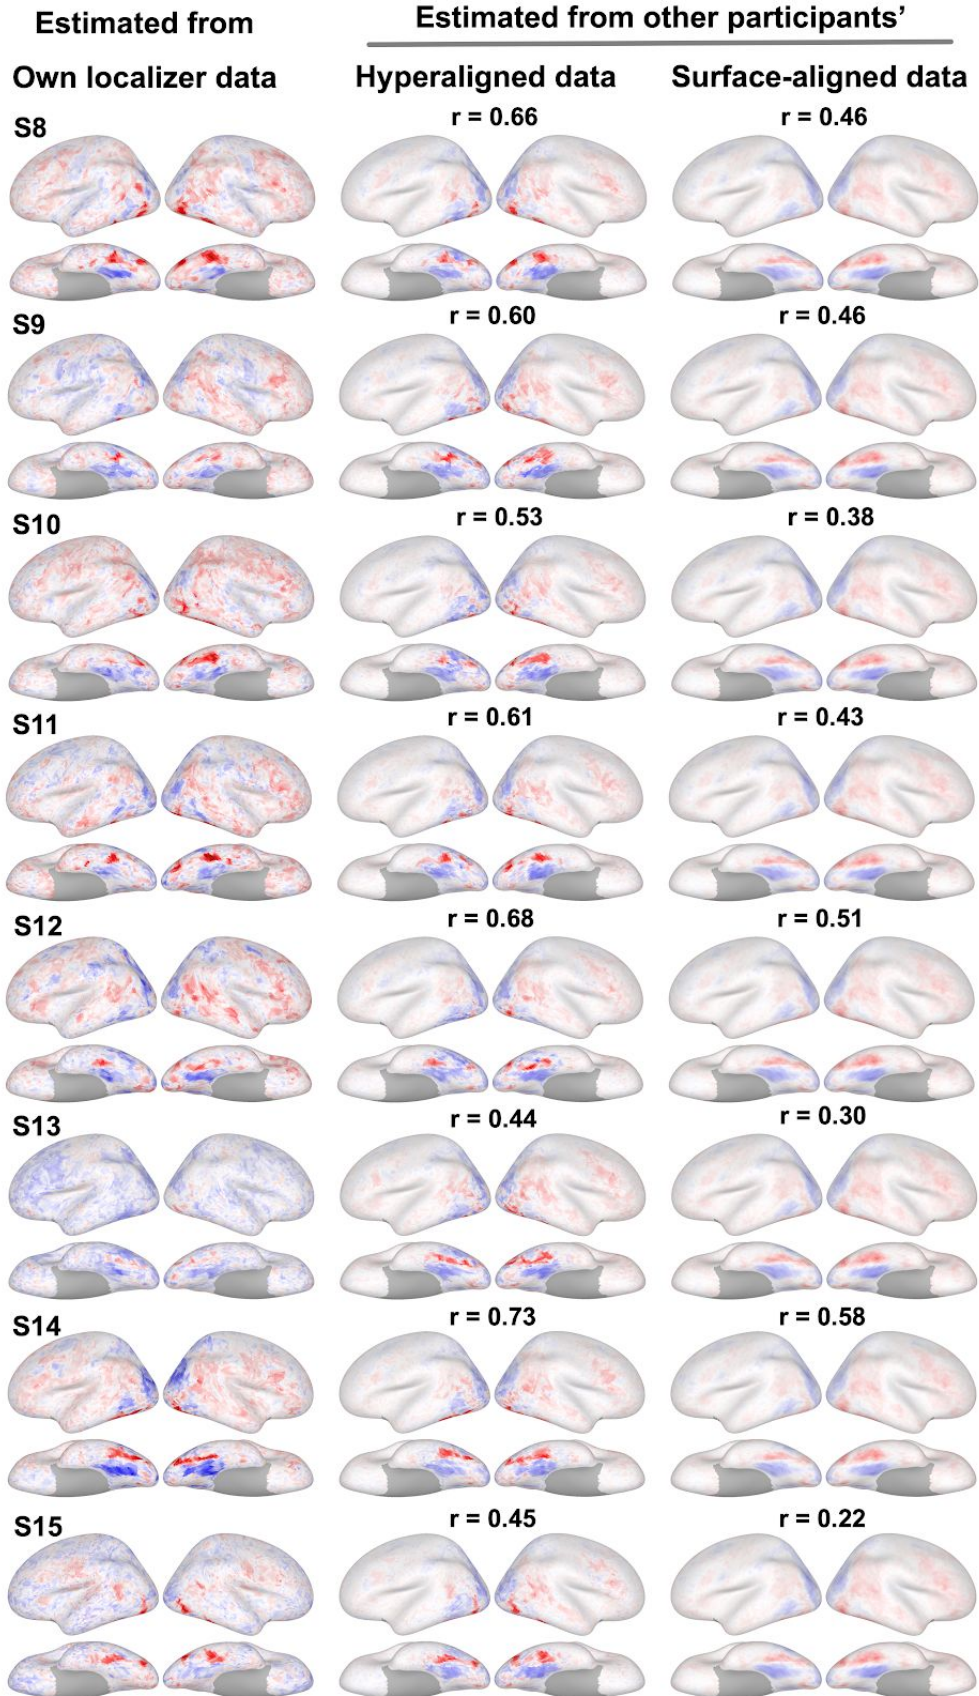 Estimated from
Estimated from other participants’
Own localizer data
Hyperaligned data
Surface-aligned data
S8
r = 0.66
r = 0.46
S9
r = 0.60
r = 0.46
S10
r = 0.53
r = 0.38
S11
r = 0.61
r = 0.43
S12
r = 0.68
r = 0.51
S13
r = 0.44
r = 0.30
S14
r = 0.73
r = 0.58
S15
r = 0.45
r = 0.22